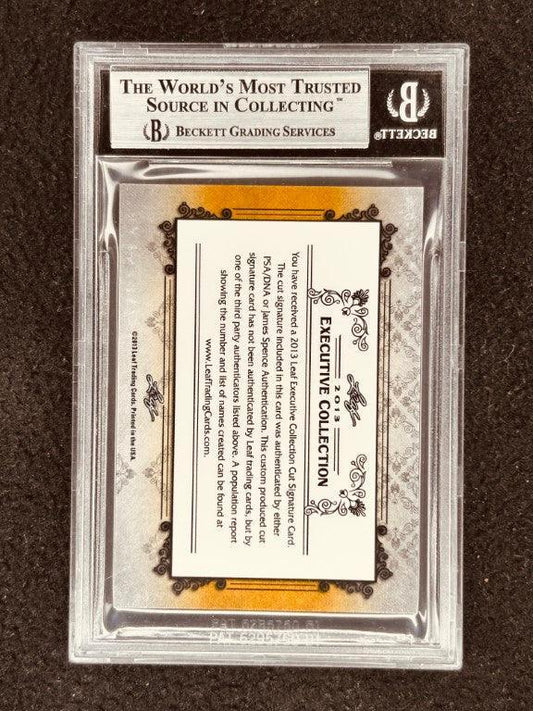 THE WORLD'S MOST TRUSTED
SOURCE IN COLLECTING™
B BECKETT GRADING SERVICES
B
BECKETT®
2013
EXECUTIVE COLLECTION
You have received a 2013 Leaf Executive Collection Cut Signature Card.
The cut signature included in this card was authenticated by either
PSA/DNA or James Spence Authentication. This custom produced cut
signature card has not been authenticated by Leaf trading cards, but by
one of the third party authenticators listed above. A population report
showing the number and list of names created can be found at
www.LeafTradingCards.com.
Leaf
©2013 Leaf Trading Cards. Printed in the USA.